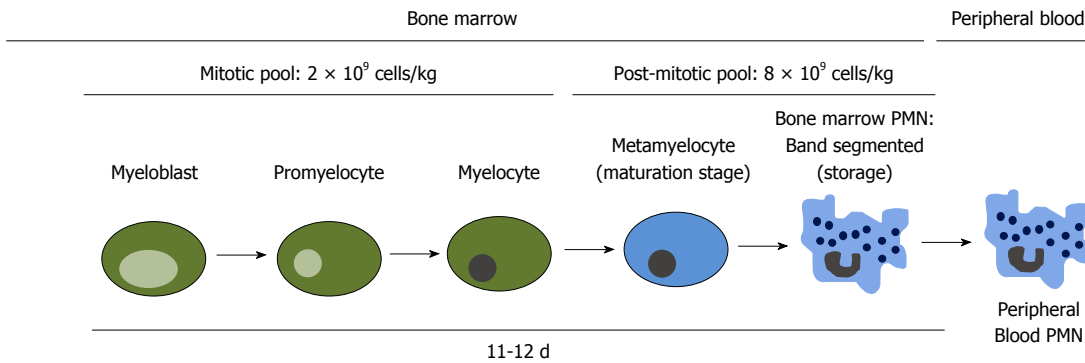 Bone marrow
Peripheral blood
Mitotic pool: 2 × 10⁹ cells/kg
Post-mitotic pool: 8 × 10⁹ cells/kg
Myeloblast
Promyelocyte
Myelocyte
Metamyelocyte
(maturation stage)
Bone marrow PMN:
Band segmented
(storage)
Peripheral
Blood PMN
11-12 d